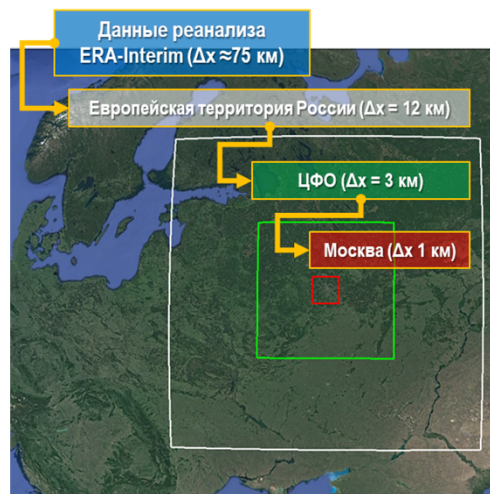 Данные реанализа
ERA-Interim (Δx ≈75 км)
Европейская территория России (Δx = 12 км)
ЦФО (Δx = 3 км)
Москва (Δx 1 км)